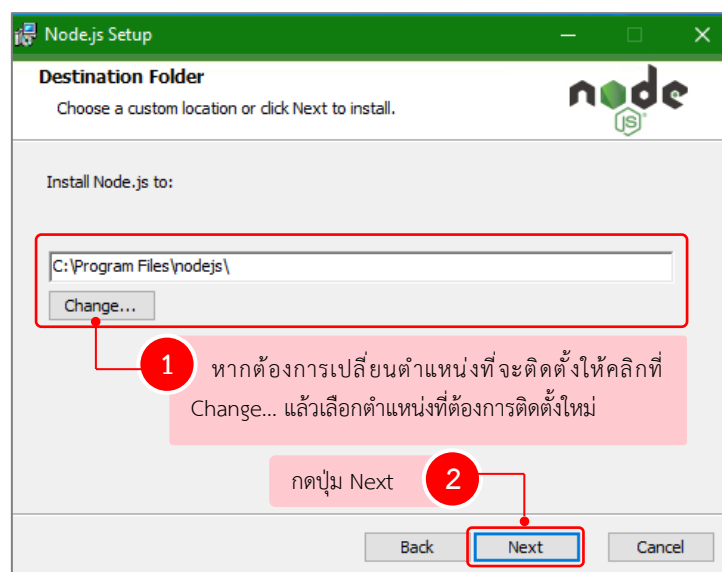 Node.js Setup
Destination Folder
Choose a custom location or click Next to install.
node
JS
Install Node.js to:
C:\Program Files\nodejs\
Change...
1
หากต้องการเปลี่ยนตำแหน่งที่จะติดตั้งให้คลิกที่
Change... แล้วเลือกตำแหน่งที่ต้องการติดตั้งใหม่
กดปุ่ม Next
2
Back
Next
Cancel